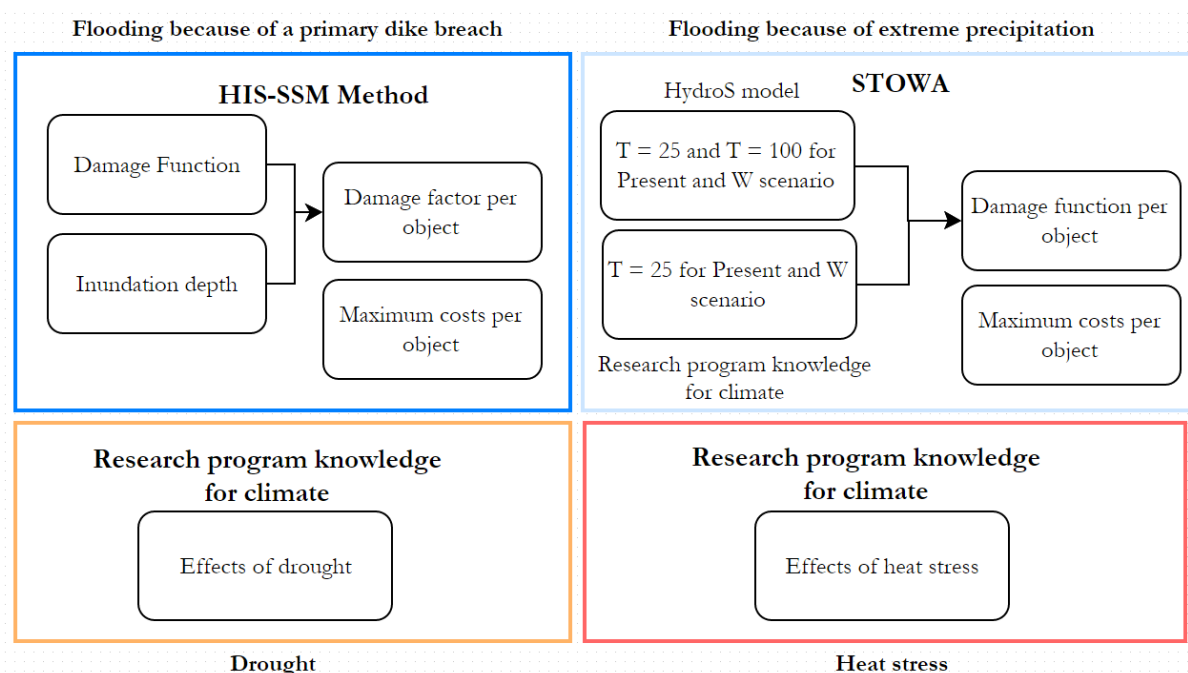 Flooding because of a primary dike breach
HIS-SSM Method
Damage Function
Inundation depth
Damage factor per
object
Maximum costs per
object
Flooding because of extreme precipitation
HydroS model
STOWA
T = 25 and T = 100 for
Present and W scenario
T = 25 for Present and W
scenario
Research program knowledge
for climate
Damage function per
object
Maximum costs per
object
Research program knowledge
for climate
Effects of drought
Drought
Research program knowledge
for climate
Effects of heat stress
Heat stress